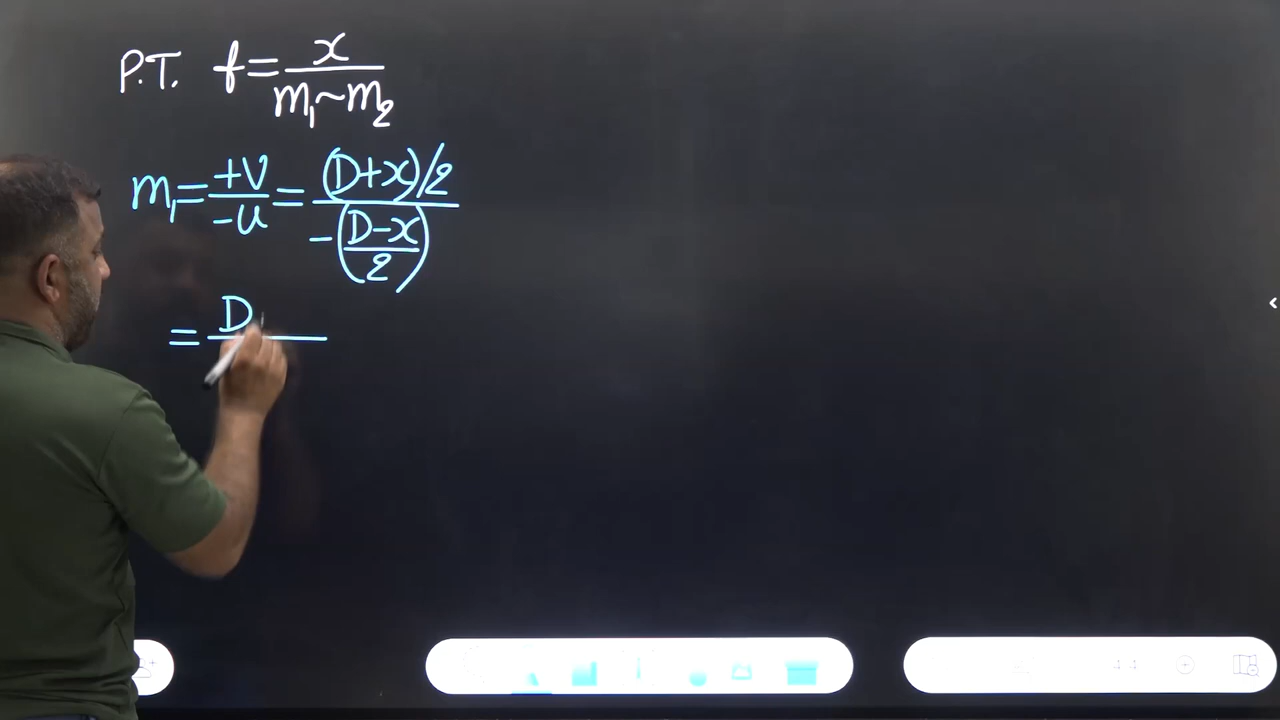 P.T. f = x / m₁ ~ m₂
m₁ = +V / -u = (D+x)/2 / -(D-x / 2)
= D